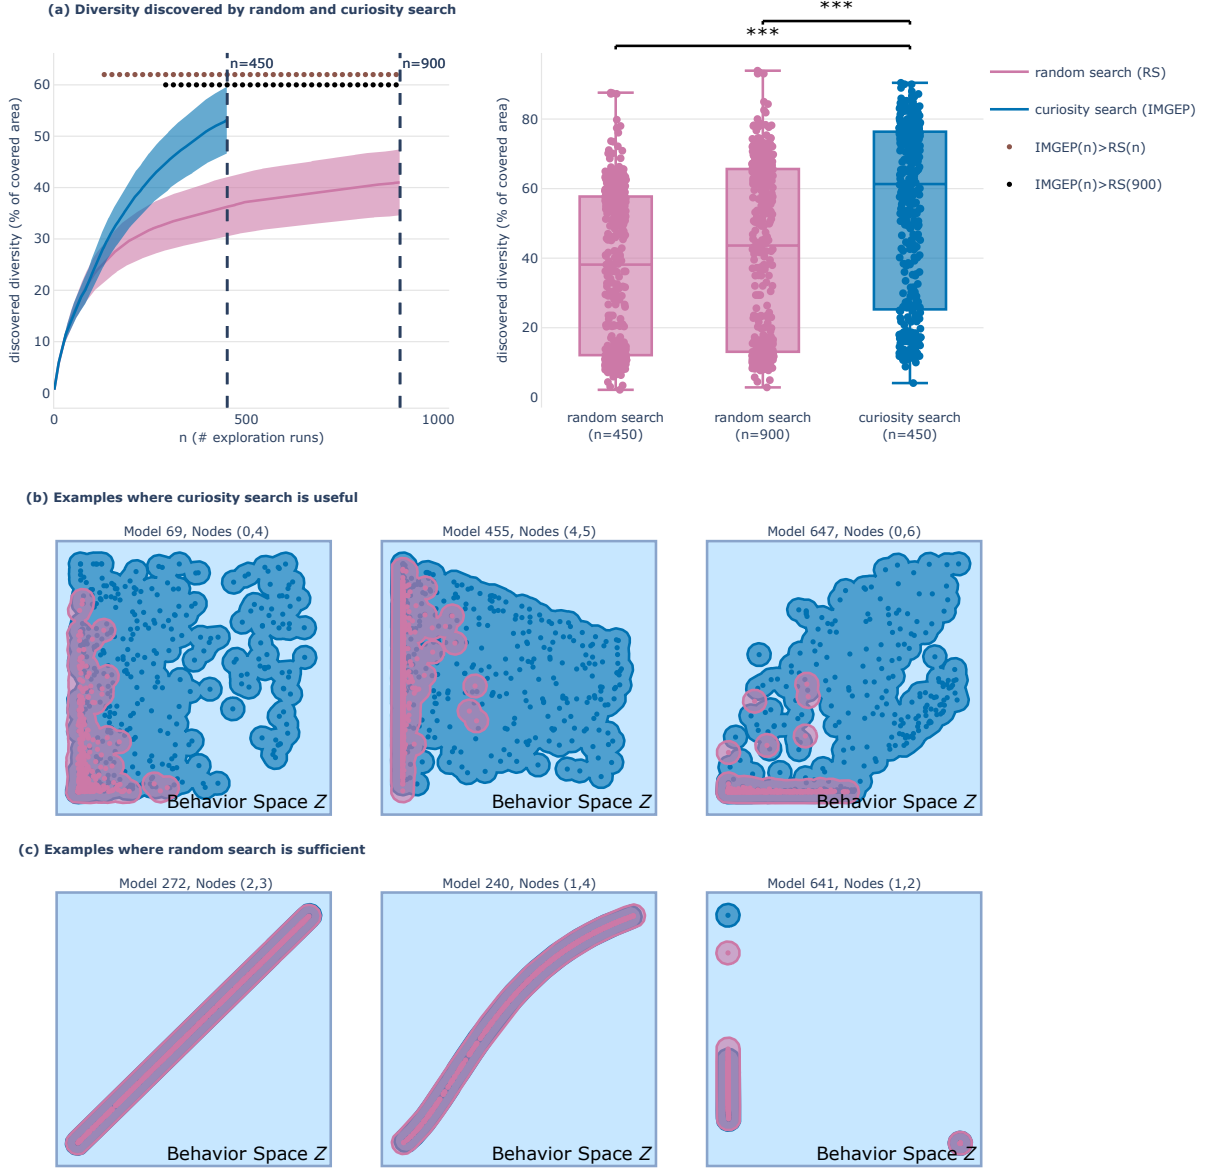 (a) Diversity discovered by random and curiosity search
discovered diversity (% of covered area)
60
50
40
30
20
10
0
n=450
n=900
0
500
1000
n (# exploration runs)
***
***
discovered diversity (% of covered area)
80
60
40
20
0
random search
(n=450)
random search
(n=900)
curiosity search
(n=450)
random search (RS)
curiosity search (IMGEP)
IMGEP(n)>RS(n)
IMGEP(n)>RS(900)
(b) Examples where curiosity search is useful
Model 69, Nodes (0,4)
Model 455, Nodes (4,5)
Model 647, Nodes (0,6)
Behavior Space Z
Behavior Space Z
Behavior Space Z
(c) Examples where random search is sufficient
Model 272, Nodes (2,3)
Model 240, Nodes (1,4)
Model 641, Nodes (1,2)
Behavior Space Z
Behavior Space Z
Behavior Space Z